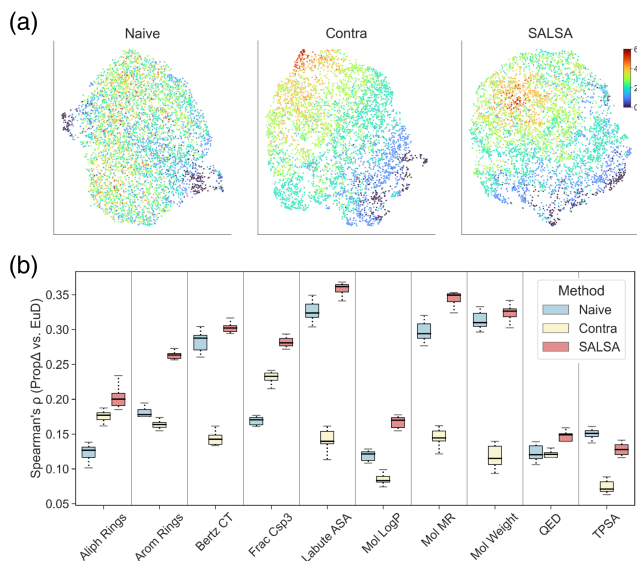 (a)
Naive
Contra
SALSA
6
4
2
0
(b)
Spearman's ρ (PropΔ vs. EuD)
0.35
0.30
0.25
0.20
0.15
0.10
0.05
Method
Naive
Contra
SALSA
Aliph Rings
Arom Rings
Bertz CT
Frac Csp3
Labute ASA
Mol LogP
Mol MR
Mol Weight
QED
TPSA